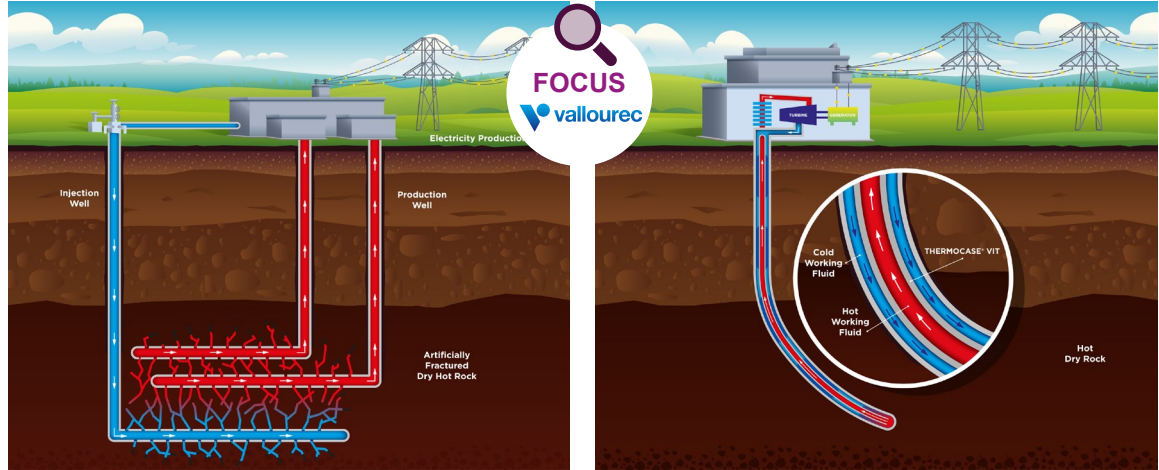 FOCUS
vallourec
Electricity Productio
Injection
Well
Production
Well
Artificially
Fractured
Dry Hot Rock
TURBINE
GENERATOR
Cold
Working
Fluid
THERMOCASE® VIT
Hot
Working
Fluid
Hot
Dry Rock